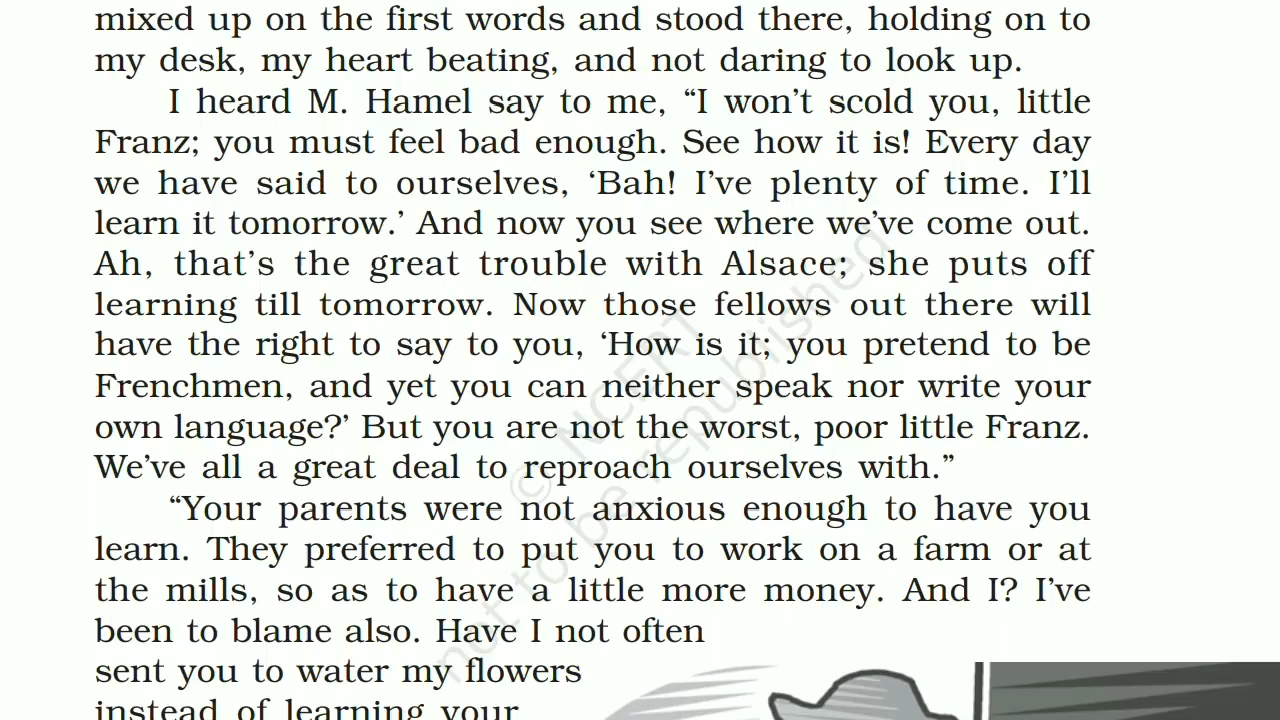 mixed up on the first words and stood there, holding on to
my desk, my heart beating, and not daring to look up.
I heard M. Hamel say to me, “I won’t scold you, little
Franz; you must feel bad enough. See how it is! Every day
we have said to ourselves, ‘Bah! I’ve plenty of time. I’ll
learn it tomorrow.’ And now you see where we’ve come out.
Ah, that’s the great trouble with Alsace; she puts off
learning till tomorrow. Now those fellows out there will
have the right to say to you, ‘How is it; you pretend to be
Frenchmen, and yet you can neither speak nor write your
own language?’ But you are not the worst, poor little Franz.
We’ve all a great deal to reproach ourselves with.”
“Your parents were not anxious enough to have you
learn. They preferred to put you to work on a farm or at
the mills, so as to have a little more money. And I? I’ve
been to blame also. Have I not often
sent you to water my flowers
instead of learning your
© NCERT
not to be republished